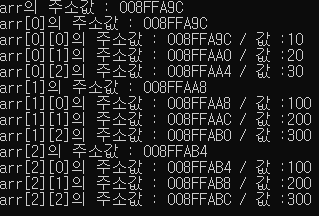 arr의 주소값 : 008FFA9C
arr[0]의 주소값 : 008FFA9C
arr[0][0]의 주소값 : 008FFA9C / 값 :10
arr[0][1]의 주소값 : 008FFAA0 / 값 :20
arr[0][2]의 주소값 : 008FFAA4 / 값 :30
arr[1]의 주소값 : 008FFAA8
arr[1][0]의 주소값 : 008FFAA8 / 값 :100
arr[1][1]의 주소값 : 008FFAAC / 값 :200
arr[1][2]의 주소값 : 008FFAB0 / 값 :300
arr[2]의 주소값 : 008FFAB4
arr[2][0]의 주소값 : 008FFAB4 / 값 :100
arr[2][1]의 주소값 : 008FFAB8 / 값 :200
arr[2][2]의 주소값 : 008FFABC / 값 :300